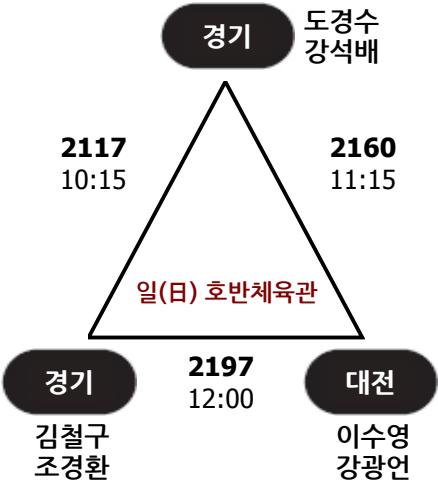 경기
도경수
강석배
2117
10:15
2160
11:15
일(日) 호반체육관
경기
2197
12:00
대전
김철구
조경환
이수영
강광언